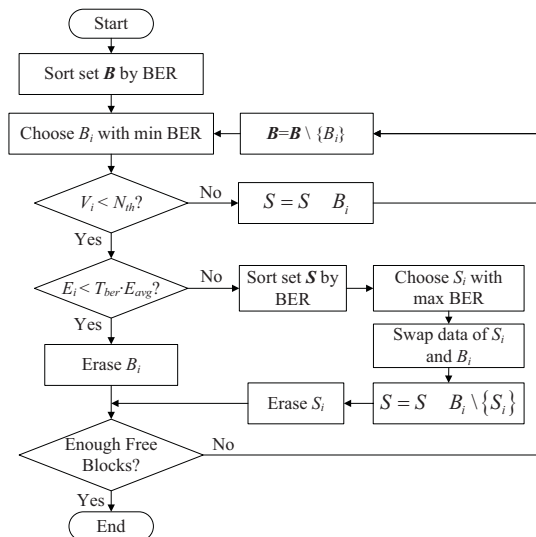 Start
Sort set B by BER
Choose B_i with min BER
B=B \ {B_i}
V_i < N_th?
No
S = S B_i
Yes
E_i < T_ber·E_avg?
No
Sort set S by
BER
Choose S_i with
max BER
Yes
Swap data of S_i
and B_i
Erase B_i
Erase S_i
S = S B_i \ {S_i}
Enough Free
Blocks?
No
Yes
End